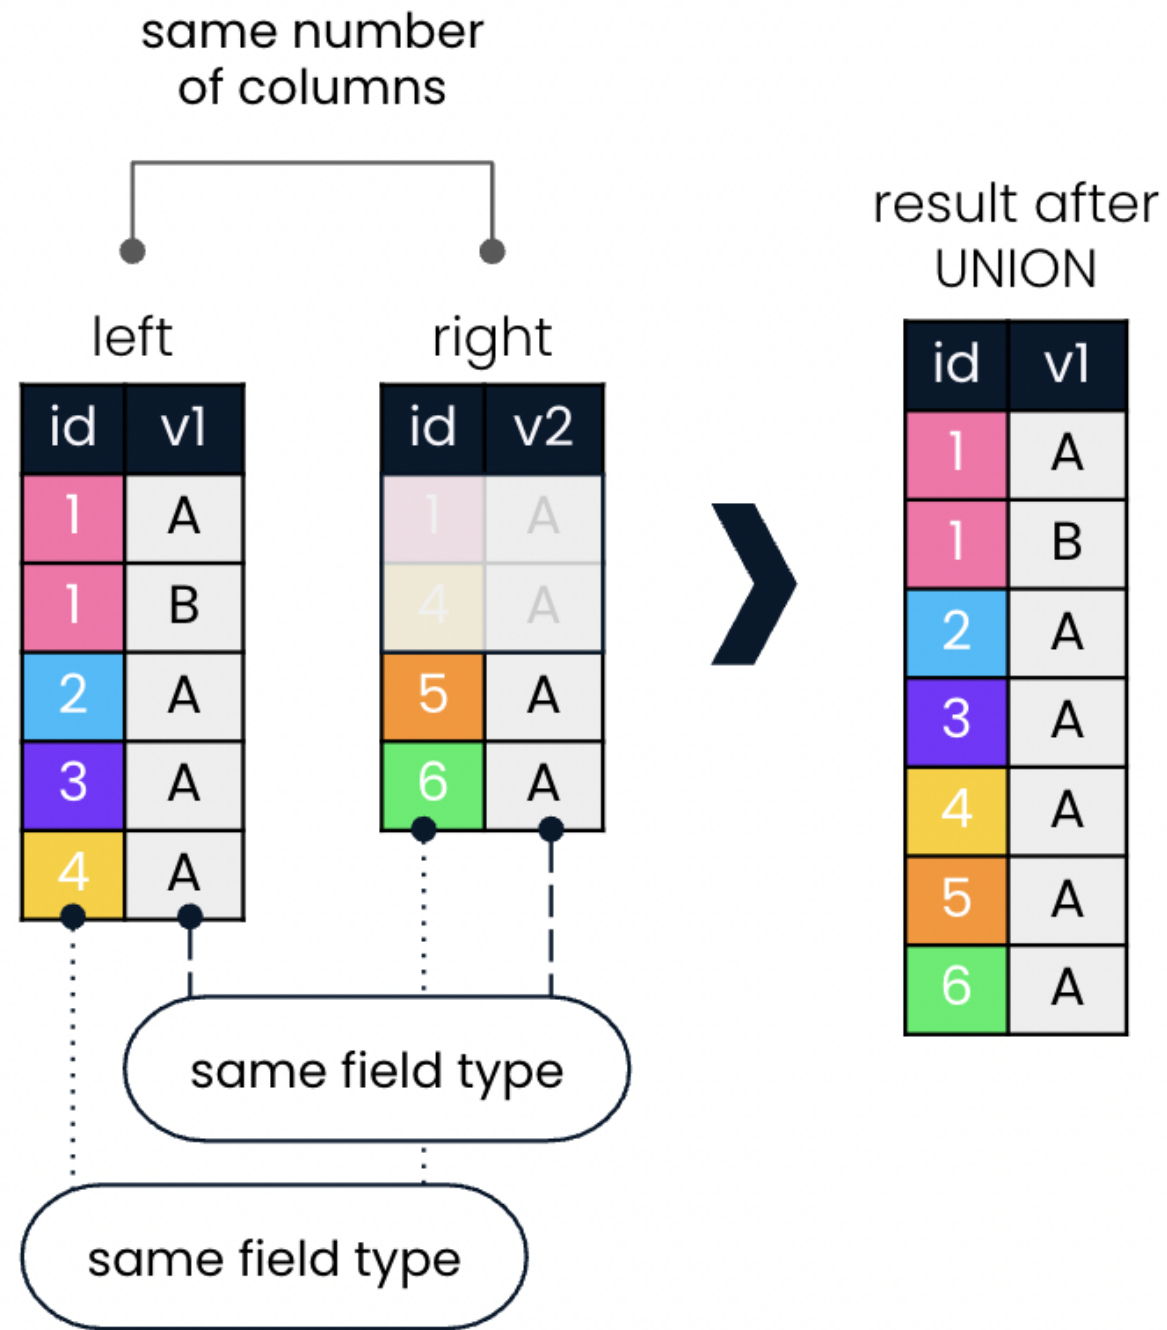 same number
of columns
left
id v1
1 A
1 B
2 A
3 A
4 A
right
id v2
1 A
4 A
5 A
6 A
same field type
same field type
result after
UNION
id v1
1 A
1 B
2 A
3 A
4 A
5 A
6 A